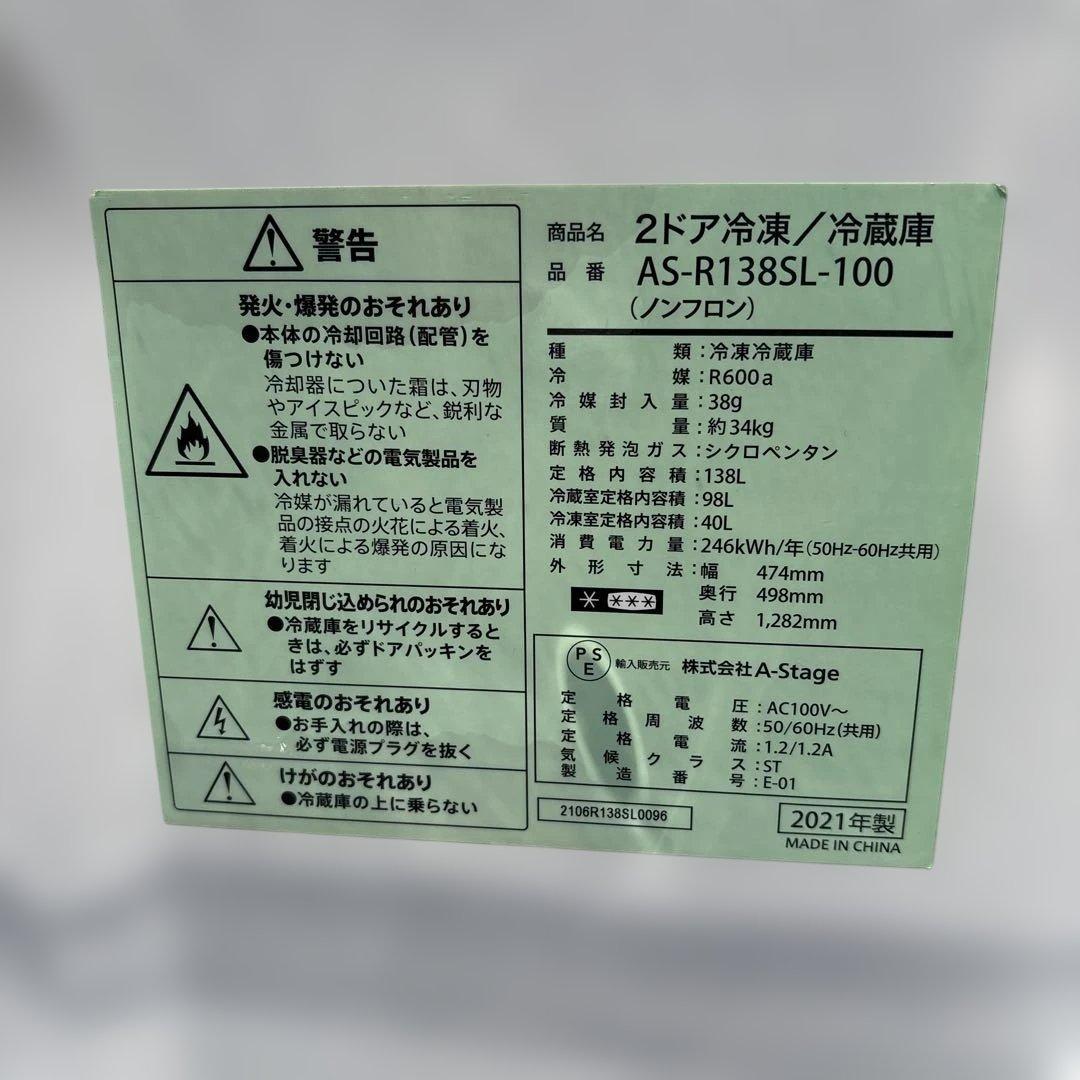 警告
発火・爆発のおそれあり
●本体の冷却回路(配管)を
傷つけない
冷却器についた霜は、刃物
やアイスピックなど、鋭利な
金属で取らない
●脱臭器などの電気製品を
入れない
冷媒が漏れていると電気製
品の接点の火花による着火、
着火による爆発の原因にな
ります
幼児閉じ込められのおそれあり
●冷蔵庫をリサイクルすると
きは、必ずドアパッキンを
はずす
感電のおそれあり
●お手入れの際は、
必ず電源プラグを抜く
けがのおそれあり
●冷蔵庫の上に乗らない
商品名 2ドア冷凍/冷蔵庫
品番 AS-R138SL-100
(ノンフロン)
種類:冷凍冷蔵庫
冷媒:R600a
冷媒封入量:38g
質量:約34kg
断熱発泡ガス:シクロペンタン
定格内容積:138L
冷蔵室定格内容積:98L
冷凍室定格内容積:40L
消費電力量:246kWh/年(50Hz-60Hz共用)
外形寸法:幅 474mm
奥行 498mm
高さ 1,282mm
PSE 輸入販売元 株式会社A-Stage
定格電圧:AC100V～
定格周波数:50/60Hz(共用)
定格電流:1.2/1.2A
気候クラス:ST
製造番号:E-01
2106R138SL0096
2021年製
MADE IN CHINA